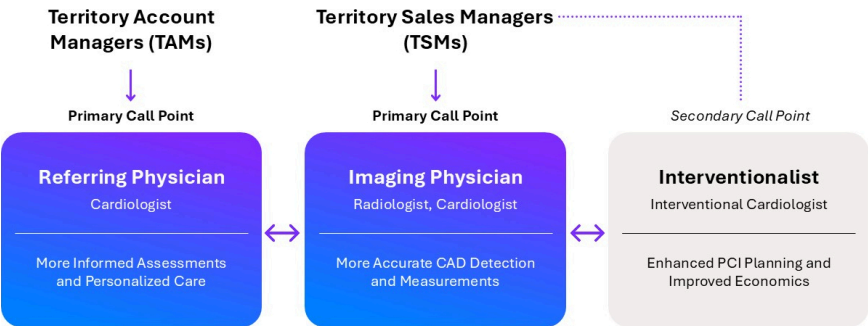 Territory Account
Managers (TAMs)
Territory Sales Managers
(TSMs)
Primary Call Point
Primary Call Point
Secondary Call Point
Referring Physician
Cardiologist
More Informed Assessments
and Personalized Care
Imaging Physician
Radiologist, Cardiologist
More Accurate CAD Detection
and Measurements
Interventionalist
Interventional Cardiologist
Enhanced PCI Planning and
Improved Economics